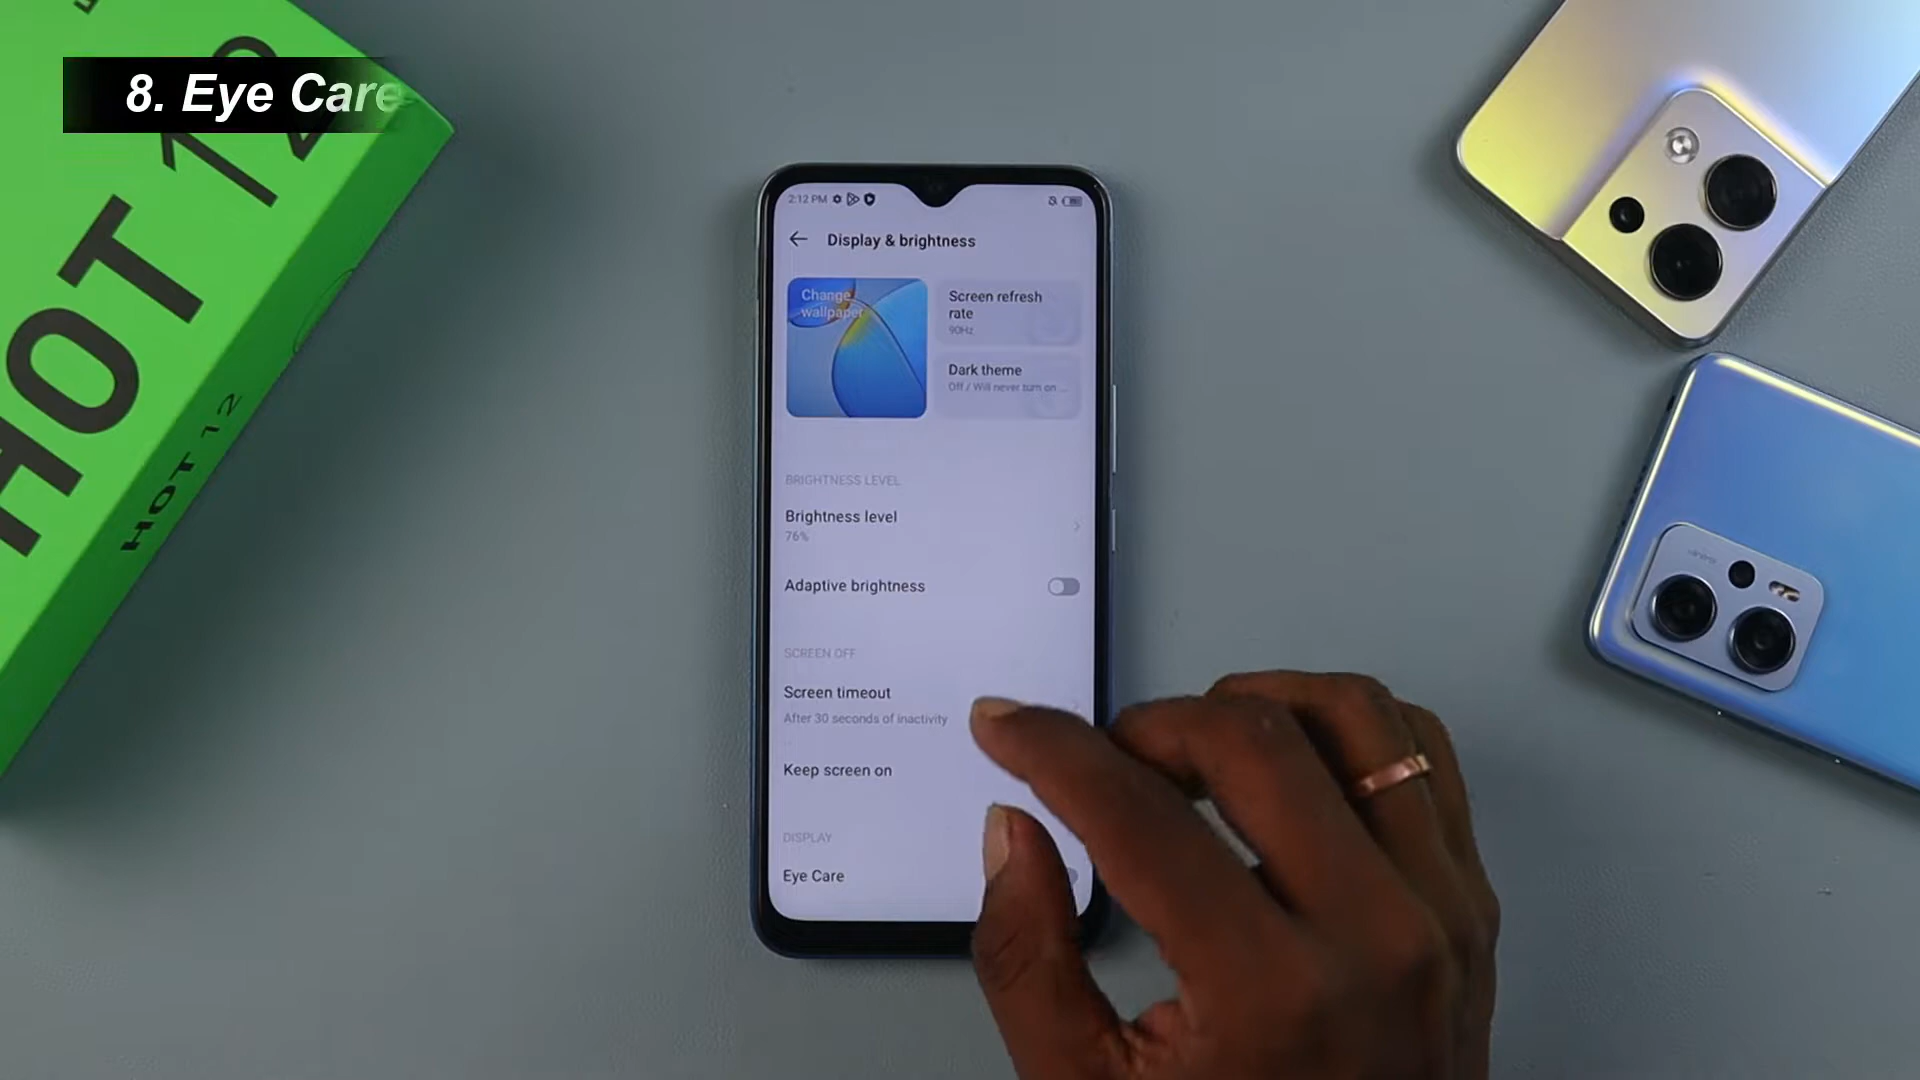 8. Eye Care
HOT 12
HOT 12
2:12 PM
Display & brightness
Change
wallpaper
Screen refresh
rate
90Hz
Dark theme
Off / Will never turn on ...
BRIGHTNESS LEVEL
Brightness level
76%
Adaptive brightness
SCREEN OFF
Screen timeout
After 30 seconds of inactivity
Keep screen on
DISPLAY
Eye Care